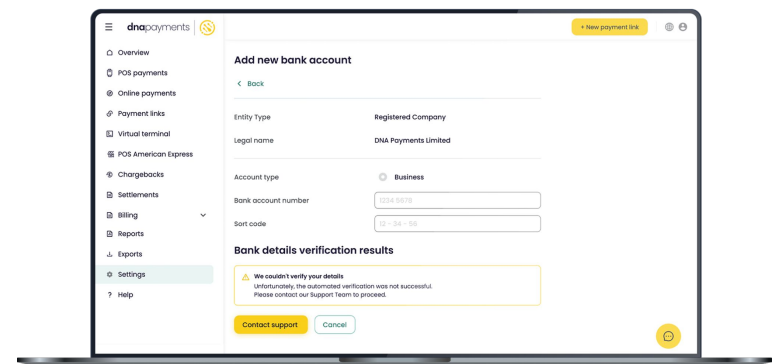 dnapayments
+ New payment link
Overview
POS payments
Online payments
Payment links
Virtual terminal
POS American Express
Chargebacks
Settlements
Billing
Reports
Exports
Settings
Help
Add new bank account
Back
Entity Type Registered Company
Legal name DNA Payments Limited
Account type Business
Bank account number 1234 5678
Sort code 12 - 34 - 56
Bank details verification results
We couldn't verify your details
Unfortunately, the automated verification was not successful.
Please contact our Support Team to proceed.
Contact support Cancel